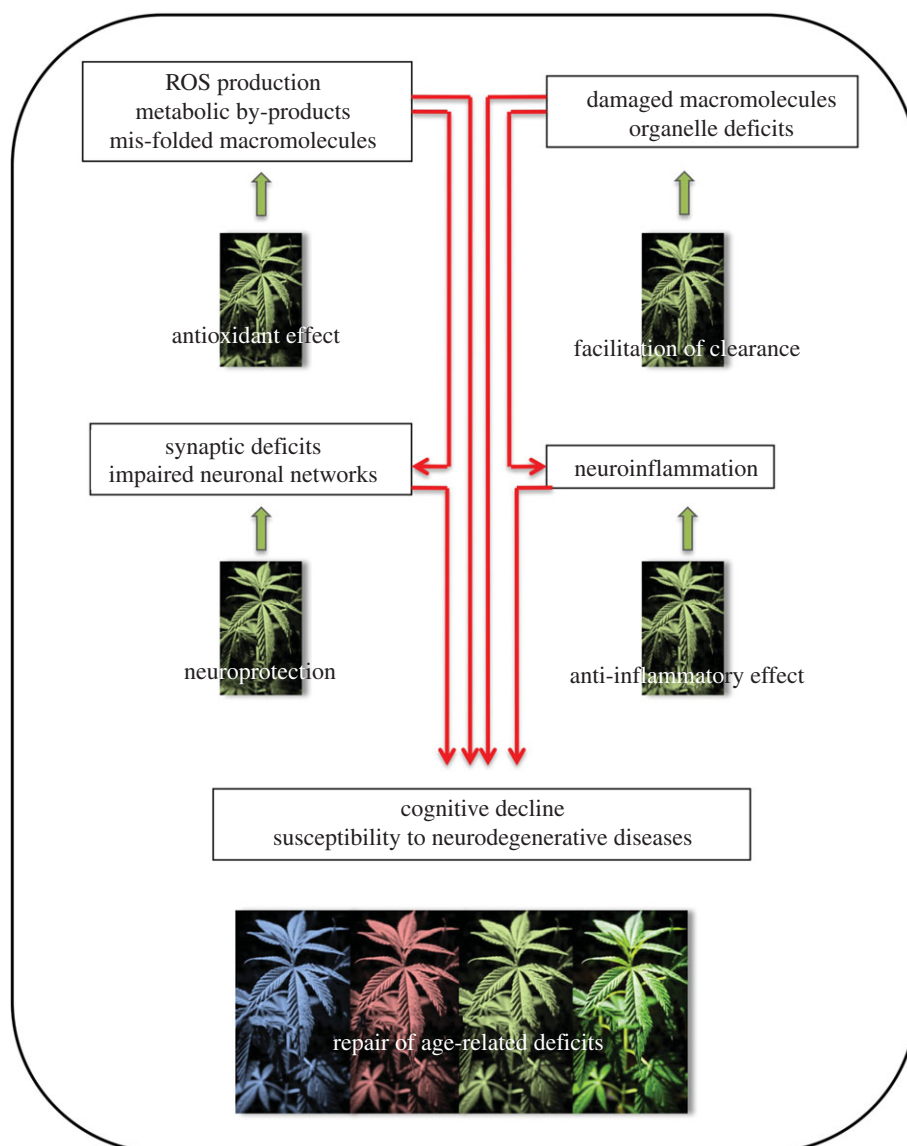 ROS production
metabolic by-products
mis-folded macromolecules
damaged macromolecules
organelle deficits
antioxidant effect
facilitation of clearance
synaptic deficits
impaired neuronal networks
neuroinflammation
neuroprotection
anti-inflammatory effect
cognitive decline
susceptibility to neurodegenerative diseases
repair of age-related deficits